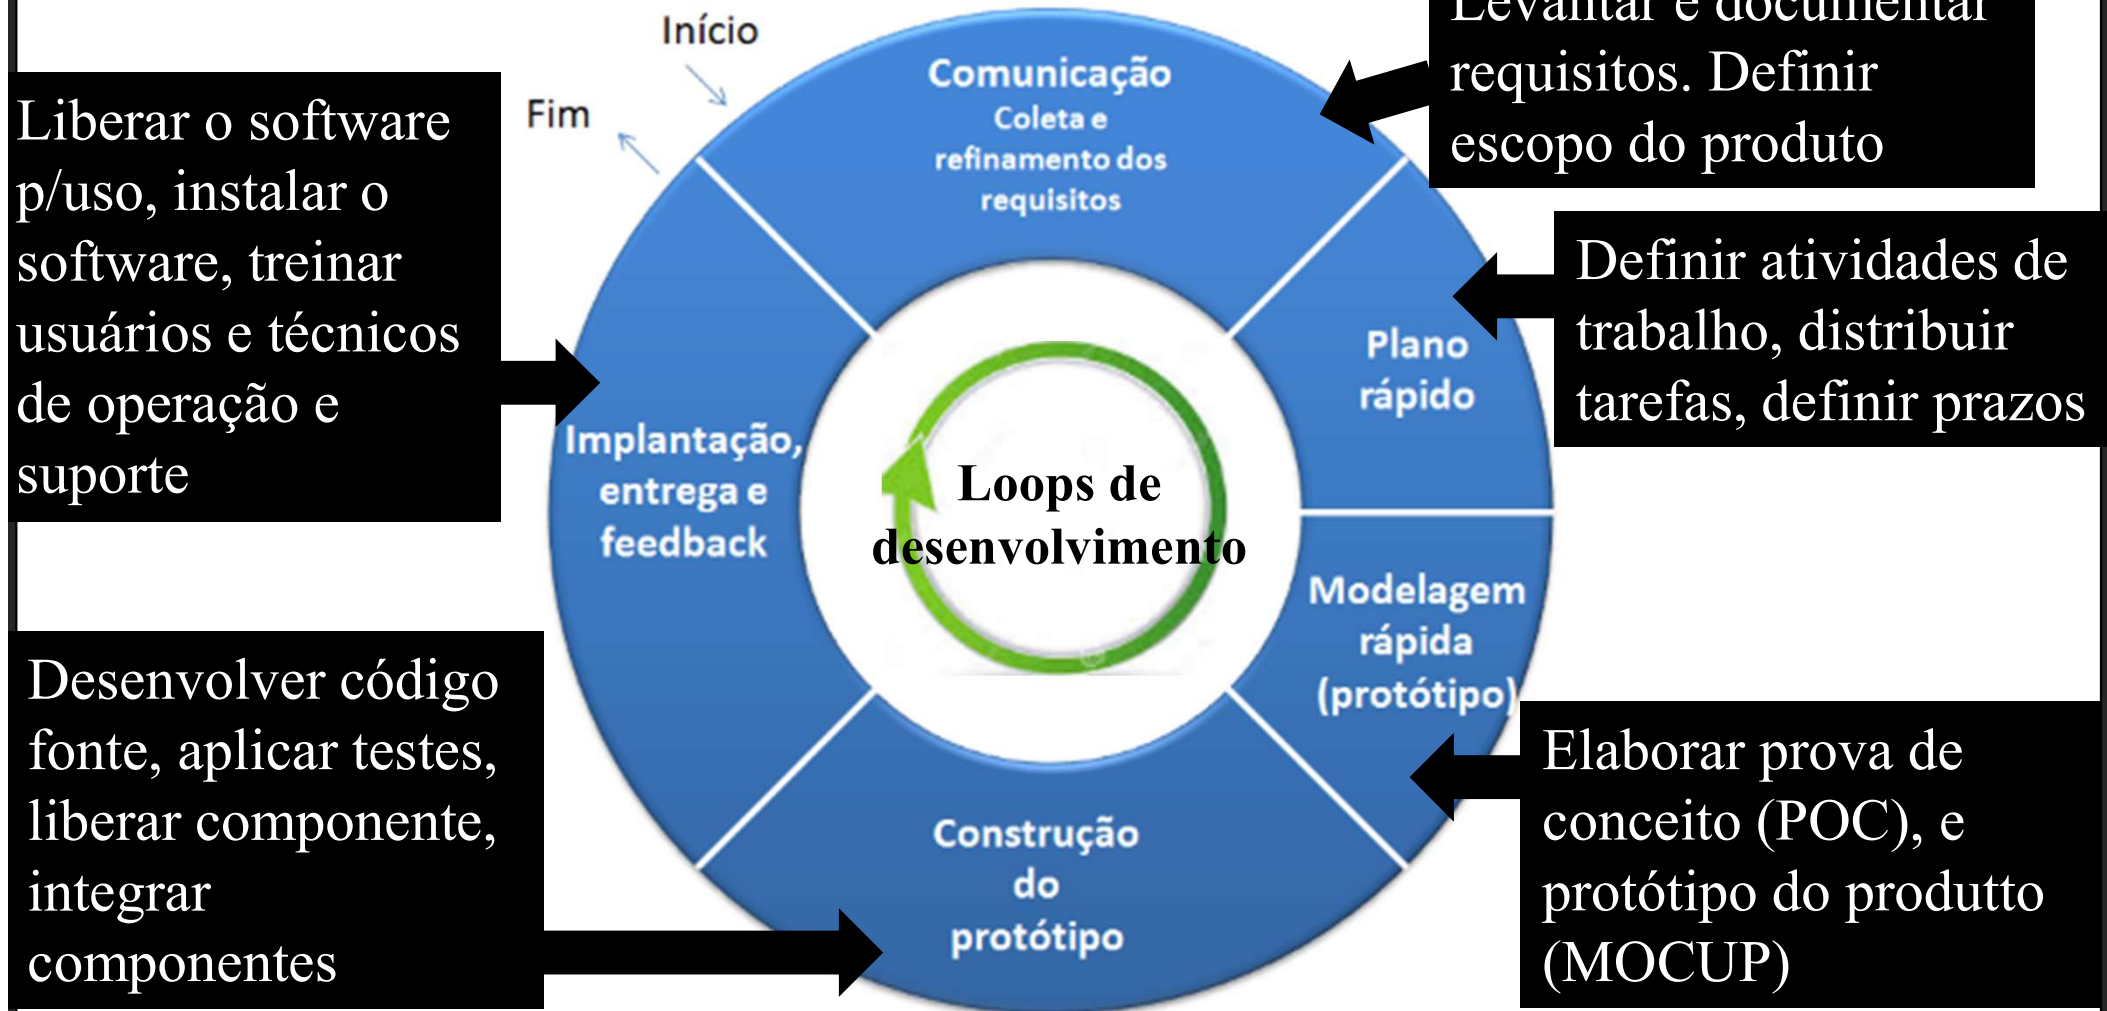 Início
Fim
Levantar e documentar
requisitos. Definir
escopo do produto
Liberar o software
p/uso, instalar o
software, treinar
usuários e técnicos
de operação e
suporte
Comunicação
Coleta e
refinamento dos
requisitos
Definir atividades de
trabalho, distribuir
tarefas, definir prazos
Plano
rápido
Implantação,
entrega e
feedback
Loops de
desenvolvimento
Modelagem
rápida
(protótipo)
Desenvolver código
fonte, aplicar testes,
liberar componente,
integrar
componentes
Construção
do
protótipo
Elaborar prova de
conceito (POC), e
protótipo do produtto
(MOCUP)